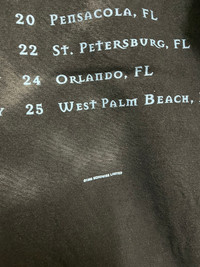 20 Pensacola, FL
22 St. Petersburg, FL
24 Orlando, FL
Y 25 West Palm Beach,